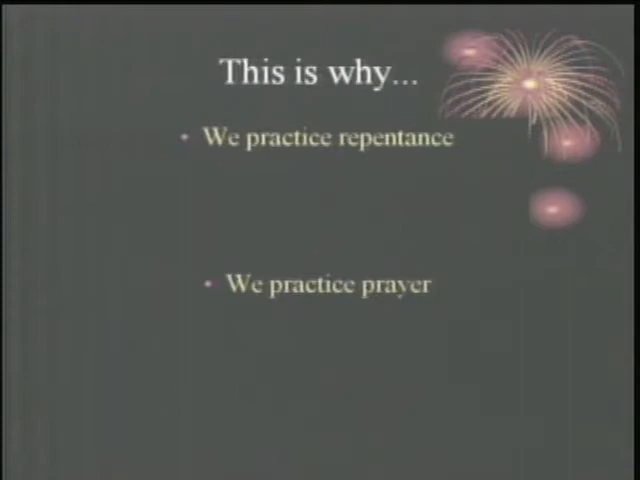 This is why...
• We practice repentance
• We practice prayer